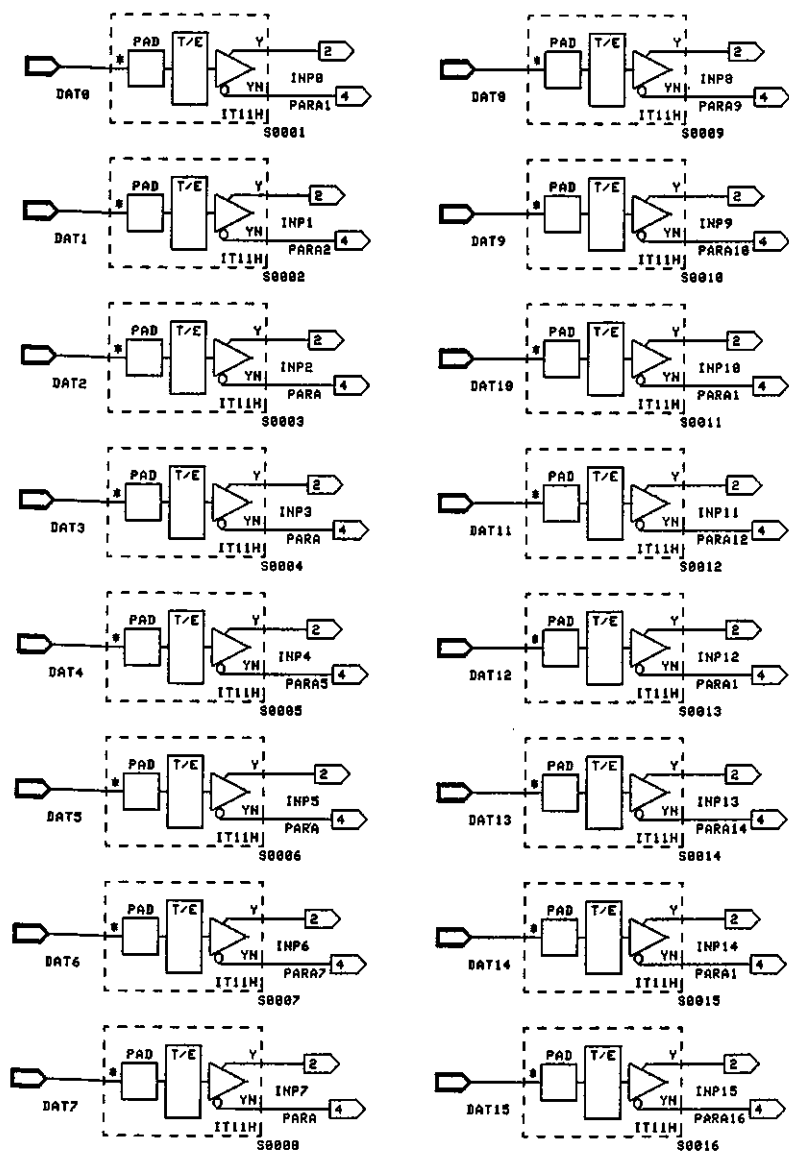 PAD T/E Y 2
* INP0
DAT0 YN PARA1 4
IT11H
S0001
PAD T/E Y 2
* INP1
DAT1 YN PARA2 4
IT11H
S0002
PAD T/E Y 2
* INP2
DAT2 YN PARA 4
IT11H
S0003
PAD T/E Y 2
* INP3
DAT3 YN PARA 4
IT11H
S0004
PAD T/E Y 2
* INP4
DAT4 YN PARA5 4
IT11H
S0005
PAD T/E Y 2
* INP5
DAT5 YN PARA 4
IT11H
S0006
PAD T/E Y 2
* INP6
DAT6 YN PARA7 4
IT11H
S0007
PAD T/E Y 2
* INP7
DAT7 YN PARA 4
IT11H
S0008
PAD T/E Y 2
* INP8
DAT8 YN PARA9 4
IT11H
S0009
PAD T/E Y 2
* INP9
DAT9 YN PARA10 4
IT11H
S0010
PAD T/E Y 2
* INP10
DAT10 YN PARA1 4
IT11H
S0011
PAD T/E Y 2
* INP11
DAT11 YN PARA12 4
IT11H
S0012
PAD T/E Y 2
* INP12
DAT12 YN PARA1 4
IT11H
S0013
PAD T/E Y 2
* INP13
DAT13 YN PARA14 4
IT11H
S0014
PAD T/E Y 2
* INP14
DAT14 YN PARA1 4
IT11H
S0015
PAD T/E Y 2
* INP15
DAT15 YN PARA16 4
IT11H
S0016